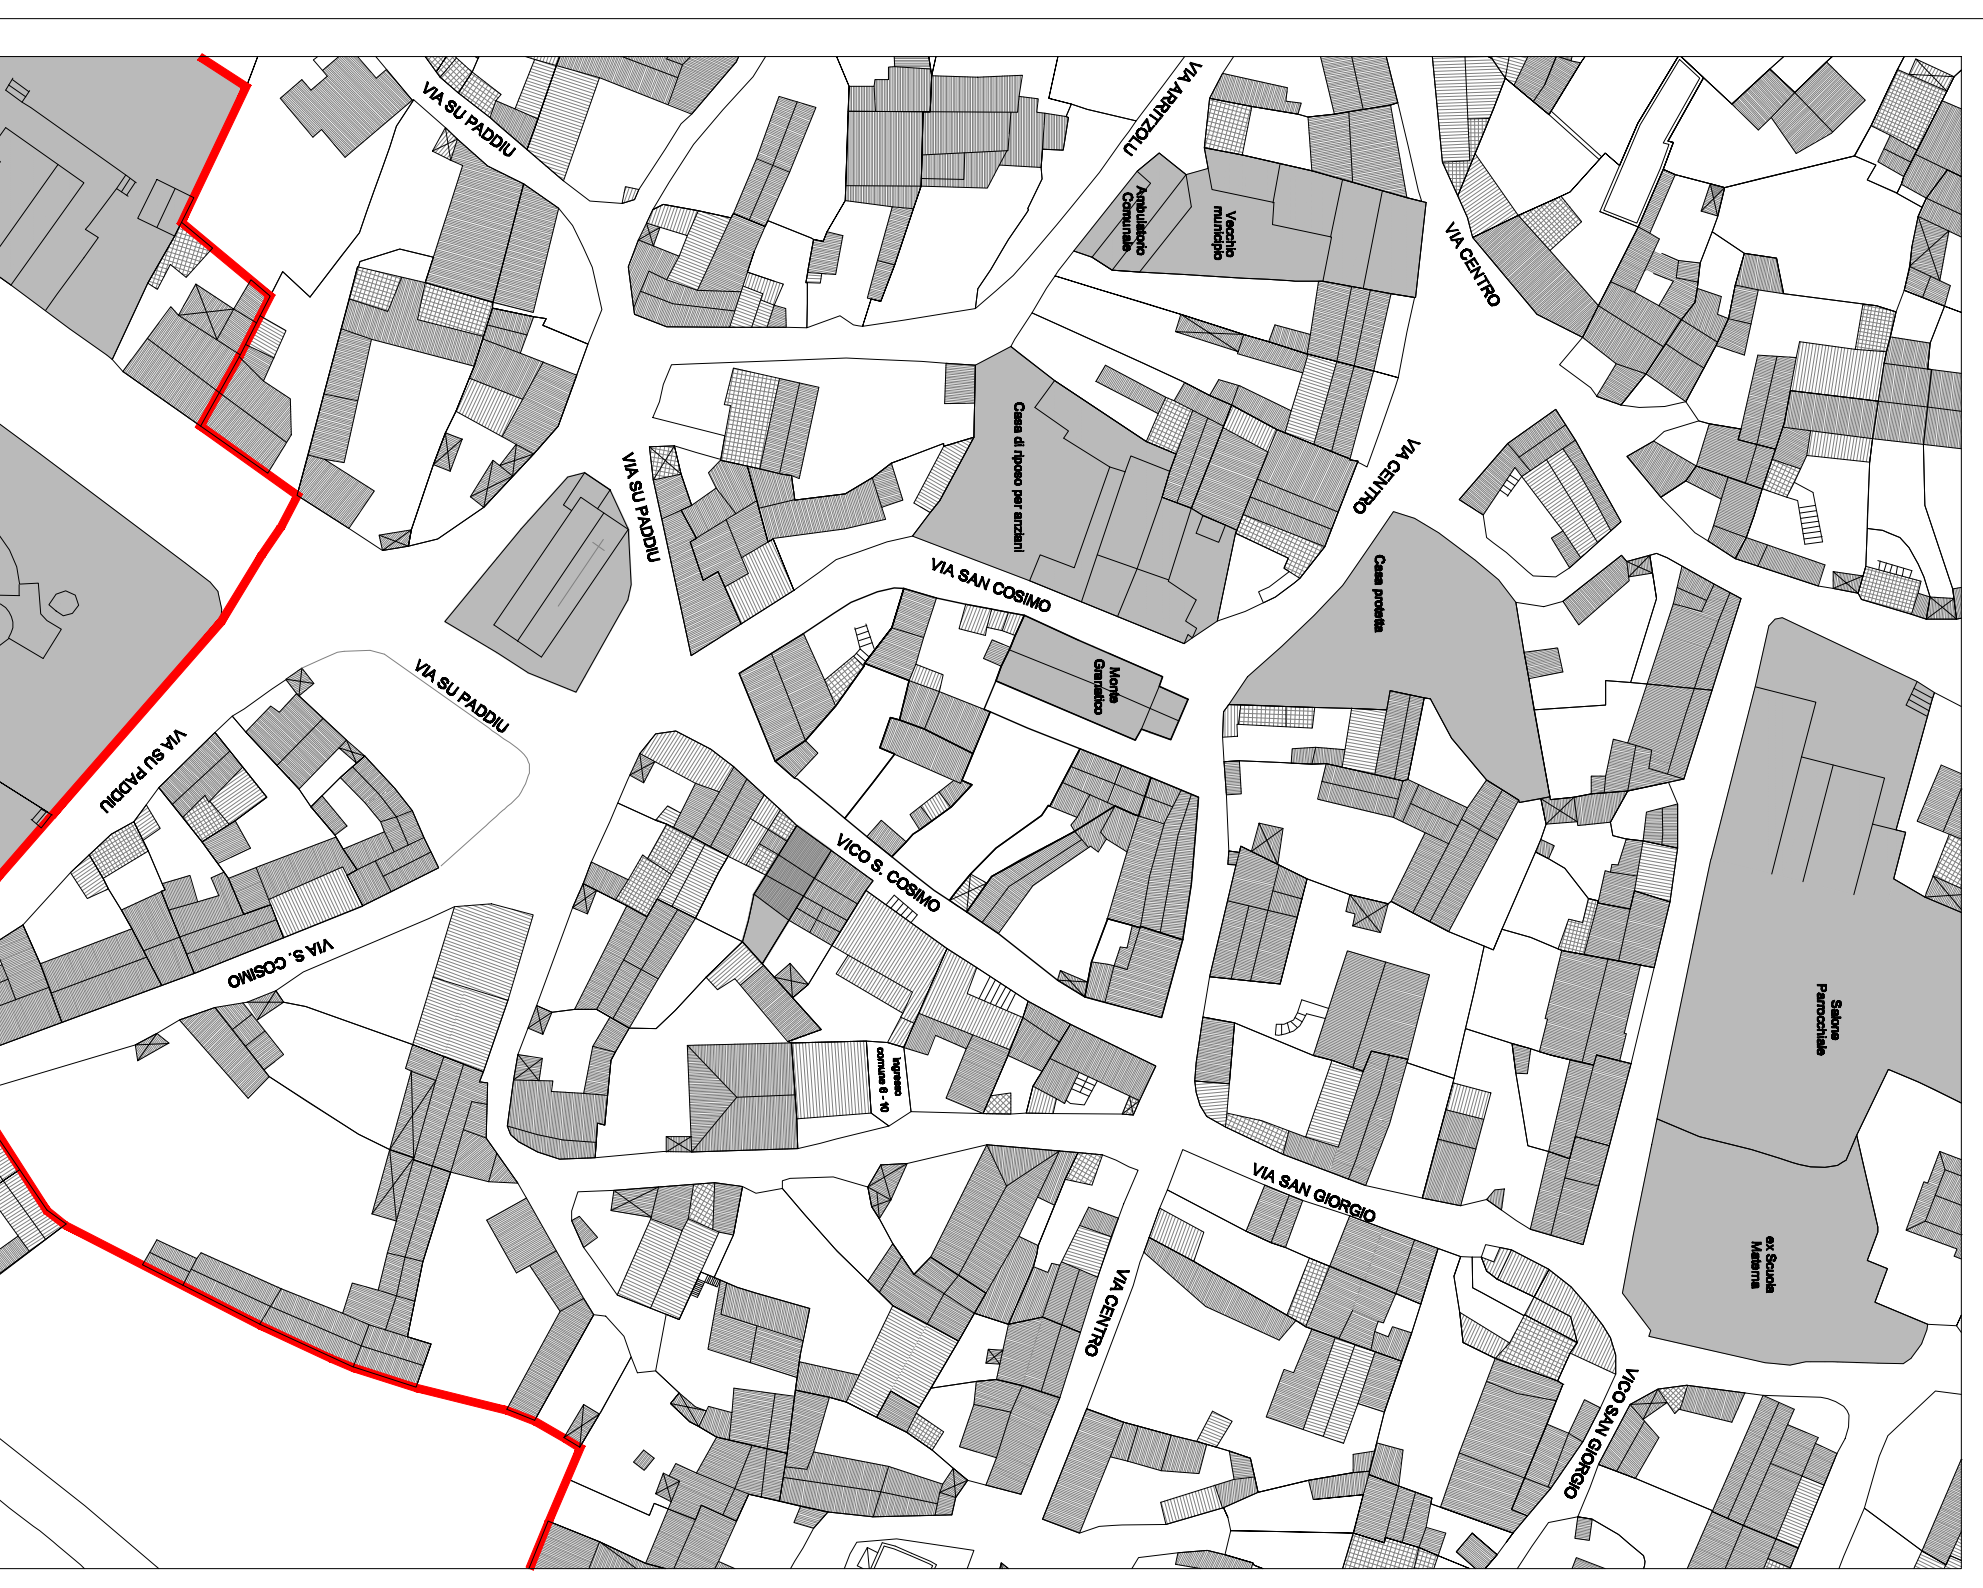 VIA SU PADDIU
VIA ARRITZOLU
Ambulatorio
Comunale
Vecchio
municipio
VIA CENTRO
VIA SU PADDIU
Casa di riposo per anziani
VIA CENTRO
VIA SAN COSIMO
Casa protetta
VIA SU PADDIU
Monte
Granatico
VIA SU PADDIU
VICO S. COSIMO
VIA S. COSIMO
Salone
Parrocchiale
Ingresso
comuna 6 - 10
VIA SAN GIORGIO
ex Scuola
Materna
VIA CENTRO
VICO SAN GIORGIO